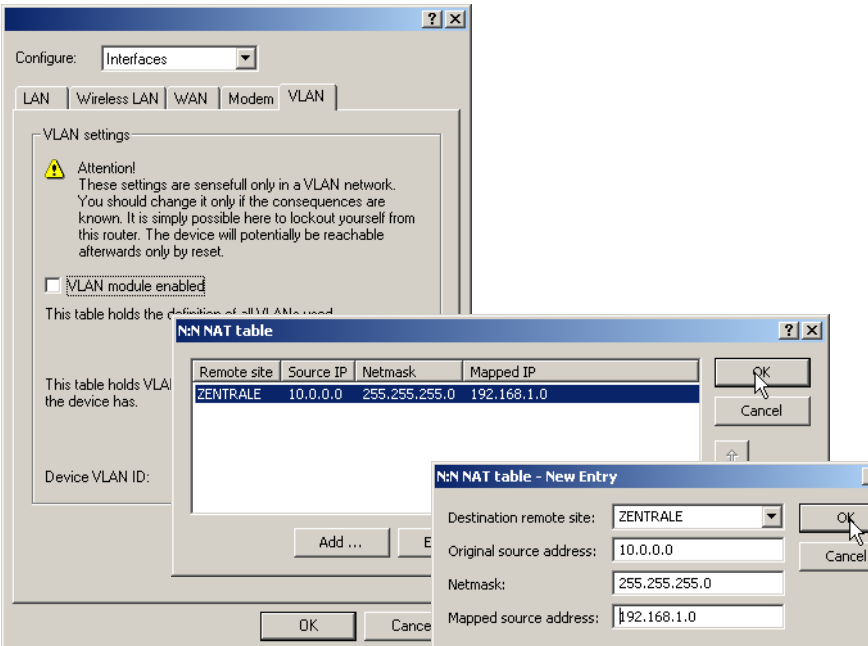 Configure: Interfaces
LAN Wireless LAN WAN Modem VLAN
VLAN settings
Attention!
These settings are sensefull only in a VLAN network.
You should change it only if the consequences are
known. It is simply possible here to lockout yourself from
this router. The device will potentially be reachable
afterwards only by reset.
VLAN module enabled
This table holds the definition of all VLANs used
This table holds VLA
the device has.
Device VLAN ID:
OK Cance
N:N NAT table
Remote site Source IP Netmask Mapped IP
ZENTRALE 10.0.0.0 255.255.255.0 192.168.1.0
OK
Cancel
Add ... E
N:N NAT table - New Entry
Destination remote site: ZENTRALE
Original source address: 10.0.0.0
Netmask: 255.255.255.0
Mapped source address: 192.168.1.0
OK
Cancel